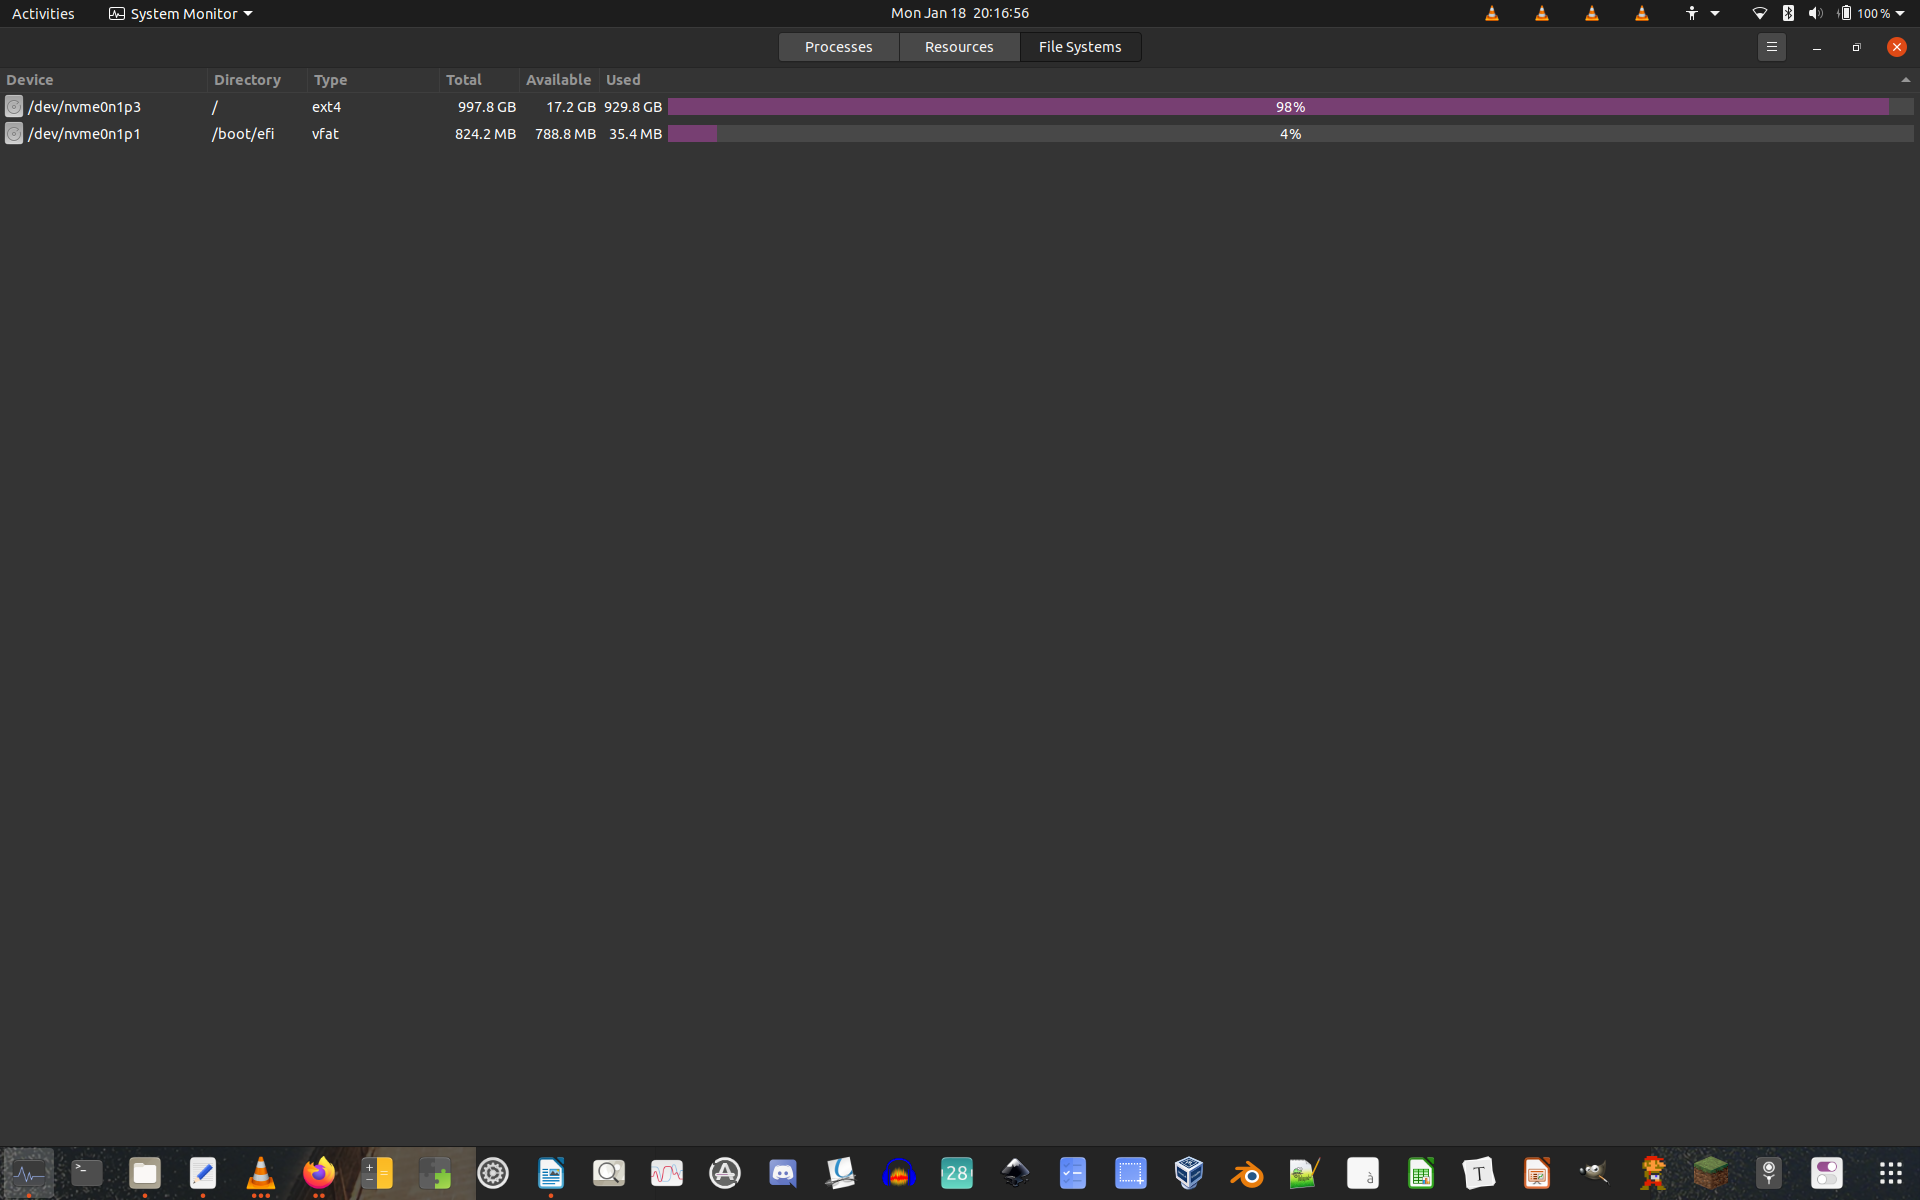 Activities System Monitor Mon Jan 18 20:16:56 100 %
Processes Resources File Systems
Device Directory Type Total Available Used
/dev/nvme0n1p3 / ext4 997.8 GB 17.2 GB 929.8 GB 98%
/dev/nvme0n1p1 /boot/efi vfat 824.2 MB 788.8 MB 35.4 MB 4%
>_ 28 à T